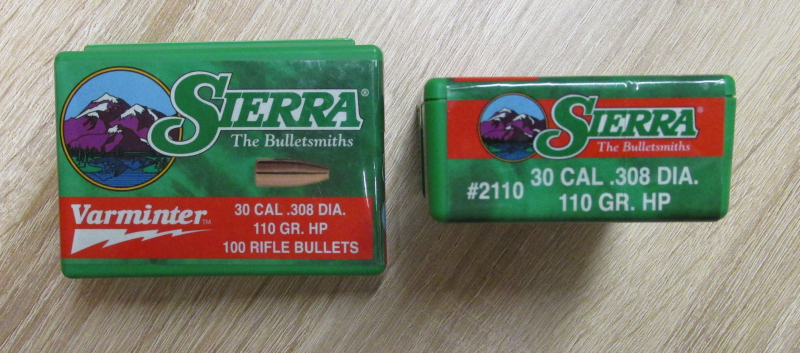 SIERRA®
The Bulletsmiths
Varminter™
30 CAL .308 DIA.
110 GR. HP
100 RIFLE BULLETS
SIERRA®
The Bulletsmiths
#2110
30 CAL .308 DIA.
110 GR. HP